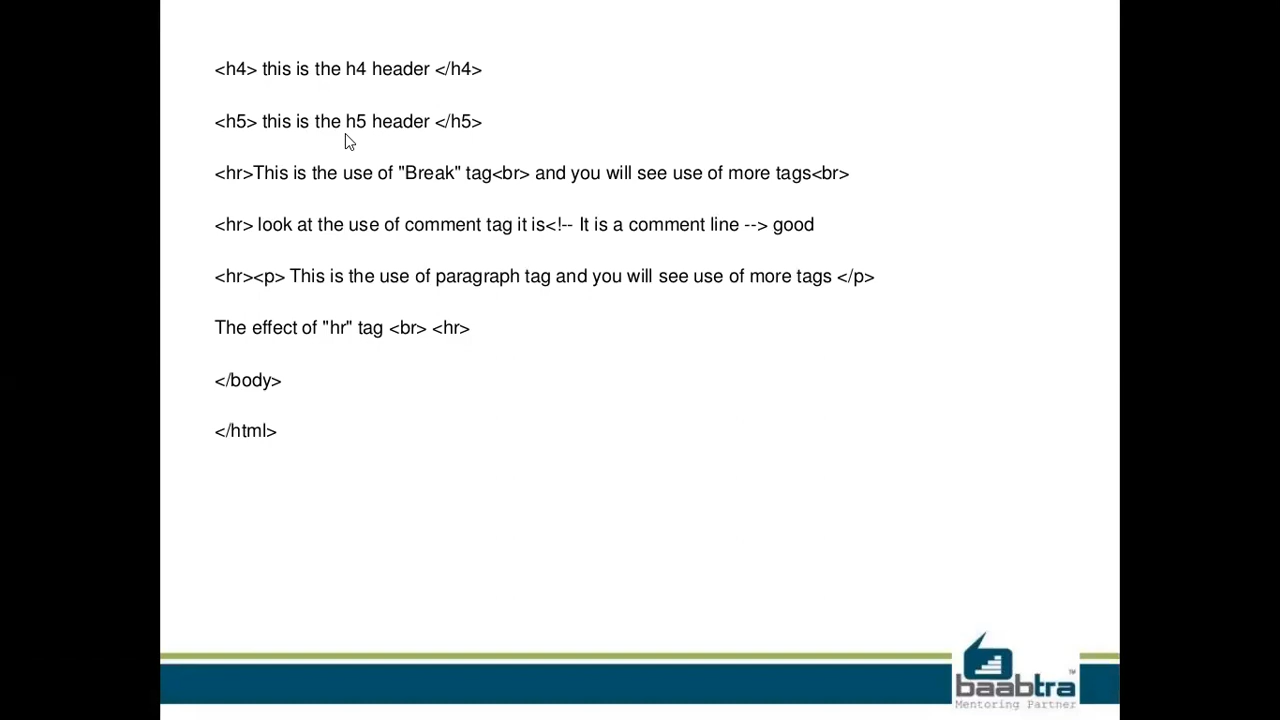 <h4> this is the h4 header </h4>
<h5> this is the h5 header </h5>
<hr>This is the use of "Break" tag<br> and you will see use of more tags<br>
<hr> look at the use of comment tag it is<!-- It is a comment line --> good
<hr><p> This is the use of paragraph tag and you will see use of more tags </p>
The effect of "hr" tag <br> <hr>
</body>
</html>
baabtra™
Mentoring Partner